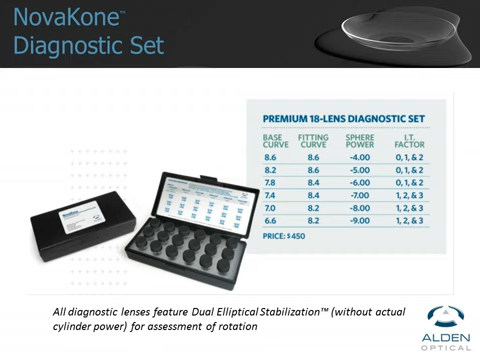 NovaKone™
Diagnostic Set
PREMIUM 18-LENS DIAGNOSTIC SET
BASE CURVE FITTING CURVE SPHERE POWER I.T. FACTOR
8.6 8.6 -4.00 0, 1, & 2
8.2 8.6 -5.00 0, 1, & 2
7.8 8.4 -6.00 0, 1, & 2
7.4 8.4 -7.00 1, 2, & 3
7.0 8.2 -8.00 1, 2, & 3
6.6 8.2 -9.00 1, 2, & 3
PRICE: $450
All diagnostic lenses feature Dual Elliptical Stabilization™ (without actual
cylinder power) for assessment of rotation
ALDEN
OPTICAL